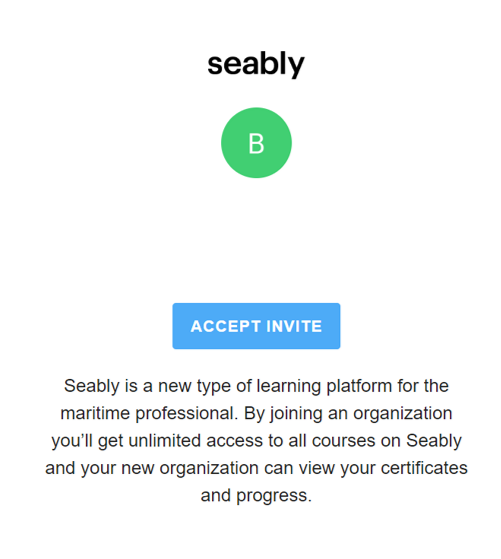 seably
B
ACCEPT INVITE
Seably is a new type of learning platform for the
maritime professional. By joining an organization
you’ll get unlimited access to all courses on Seably
and your new organization can view your certificates
and progress.